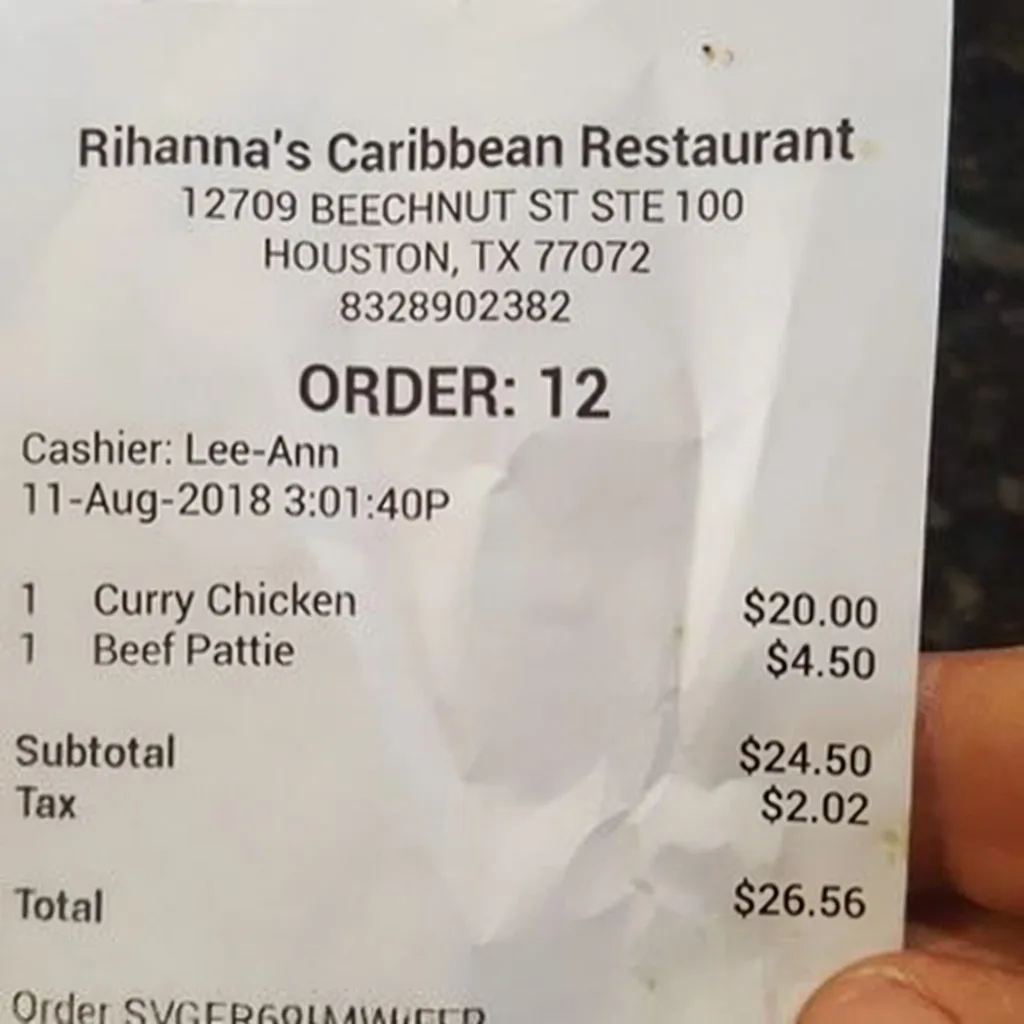 Rihanna's Caribbean Restaurant
12709 BEECHNUT ST STE 100
HOUSTON, TX 77072
8328902382
ORDER: 12
Cashier: Lee-Ann
11-Aug-2018 3:01:40P
1 Curry Chicken $20.00
1 Beef Pattie $4.50
Subtotal $24.50
Tax $2.02
Total $26.56
Order